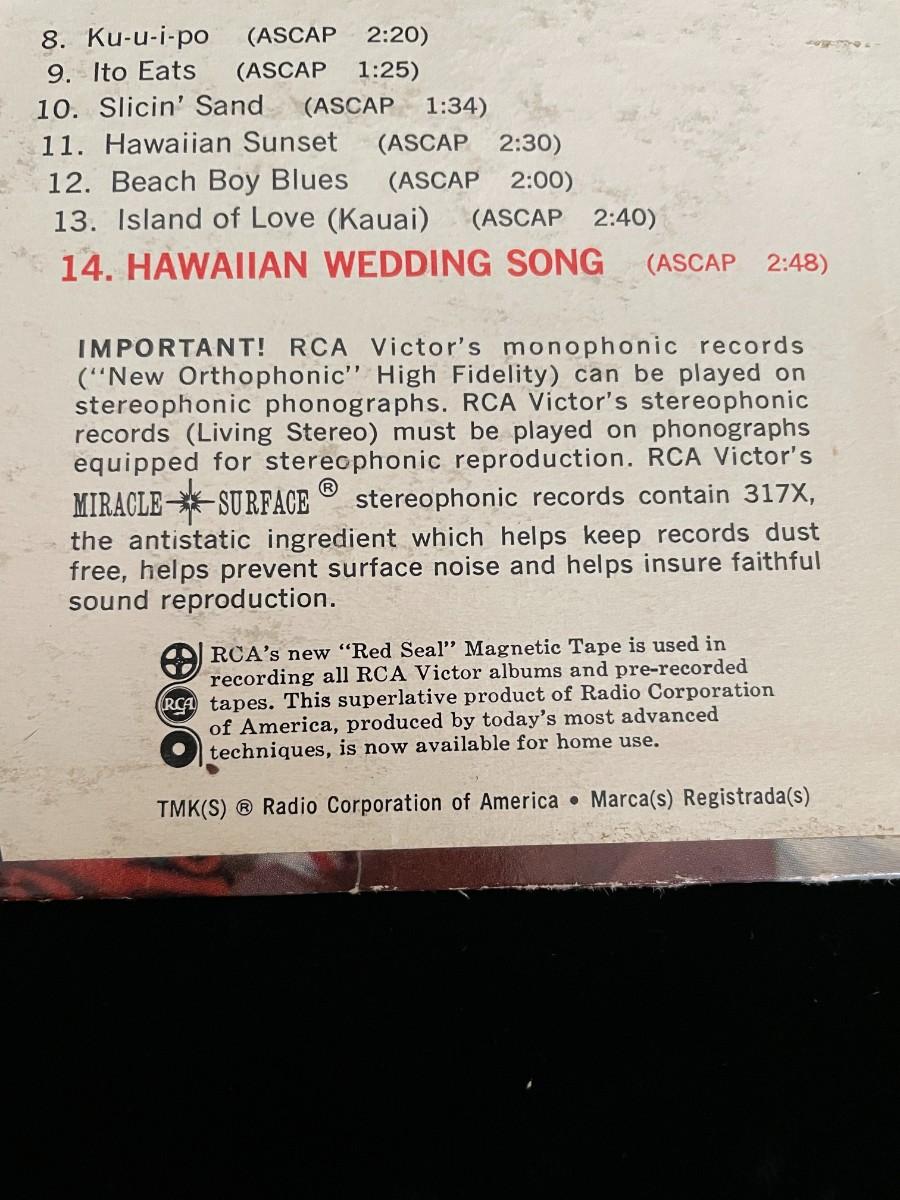 8. Ku-u-i-po (ASCAP 2:20)
9. Ito Eats (ASCAP 1:25)
10. Slicin' Sand (ASCAP 1:34)
11. Hawaiian Sunset (ASCAP 2:30)
12. Beach Boy Blues (ASCAP 2:00)
13. Island of Love (Kauai) (ASCAP 2:40)
14. HAWAIIAN WEDDING SONG (ASCAP 2:48)
IMPORTANT! RCA Victor's monophonic records
(“New Orthophonic” High Fidelity) can be played on
stereophonic phonographs. RCA Victor's stereophonic
records (Living Stereo) must be played on phonographs
equipped for stereophonic reproduction. RCA Victor's
MIRACLE SURFACE ® stereophonic records contain 317X,
the antistatic ingredient which helps keep records dust
free, helps prevent surface noise and helps insure faithful
sound reproduction.
RCA's new “Red Seal” Magnetic Tape is used in
recording all RCA Victor albums and pre-recorded
RCA tapes. This superlative product of Radio Corporation
of America, produced by today's most advanced
techniques, is now available for home use.
TMK(S) ® Radio Corporation of America • Marca(s) Registrada(s)